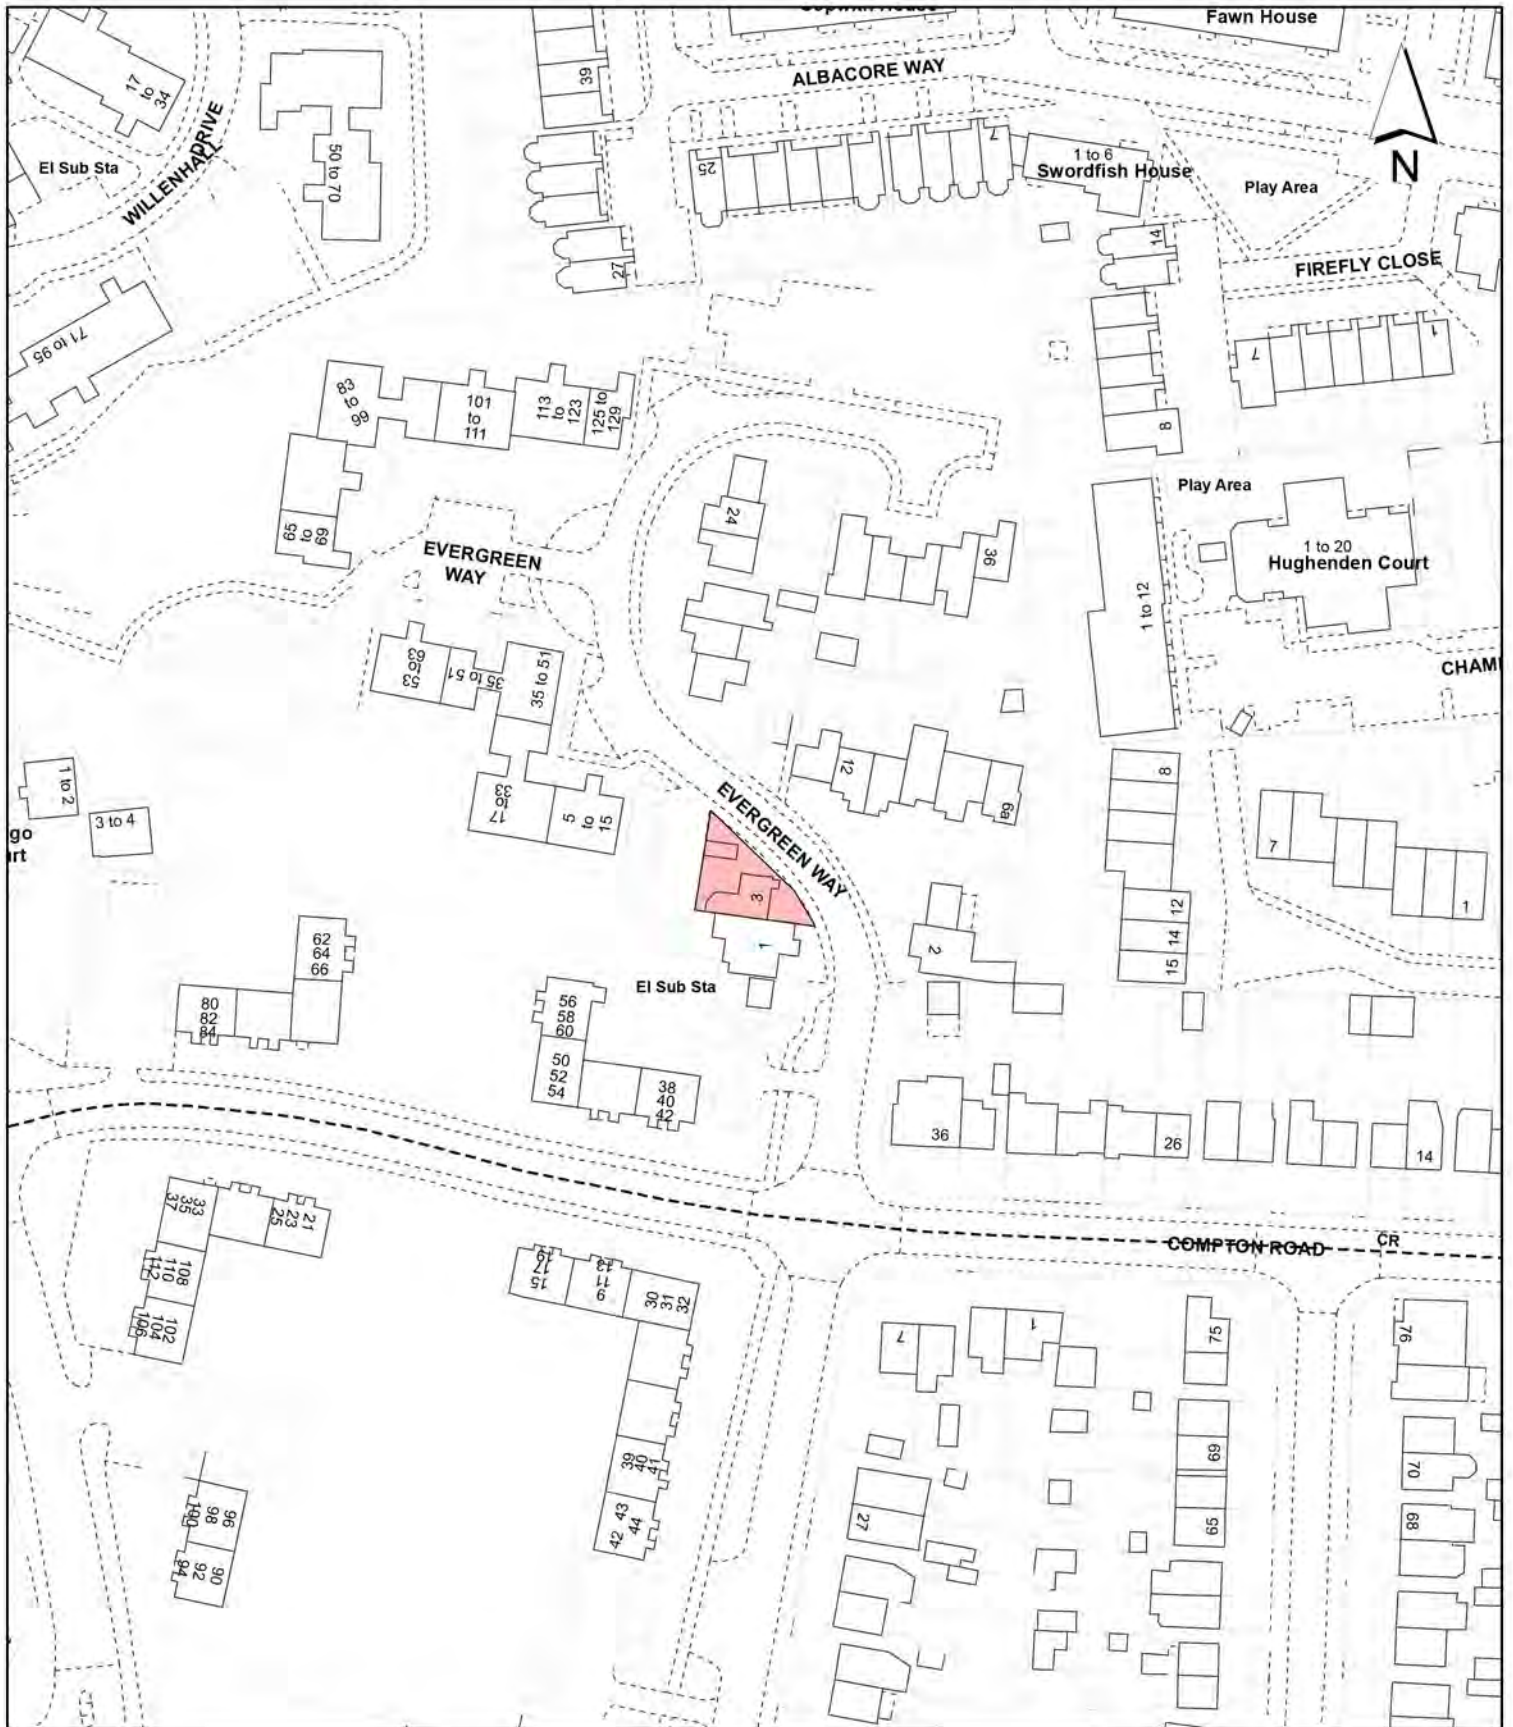 Fawn House
ALBACORE WAY
39
17
to
34
WILLENHALL
DRIVE
El Sub Sta
50 to 70
25
7
1 to 6
Swordfish House
Play Area
14
27
FIREFLY CLOSE
71 to 95
7
1
83
to
99
101
to
111
113
to
123
125 to
129
8
Play Area
24
36
65
to
69
EVERGREEN
WAY
1 to 20
Hughenden Court
1 to 12
53
to
63
35 to 51
35 to 51
CHAM
12
6a
1 to 2
3 to 4
17
to
33
5
to
15
EVERGREEN WAY
8
7
1
go
rt
3
1
2
12
14
15
62
64
66
El Sub Sta
80
82
84
56
58
60
50
52
54
38
40
42
36
26
14
33
35
37
21
23
25
COMPTON ROAD
CR
108
110
112
102
104
106
19
17
15
13
11
9
30
31
32
7
1
75
76
39
40
41
69
70
43
44
42
27
65
68
96
98
100
90
92
94
N